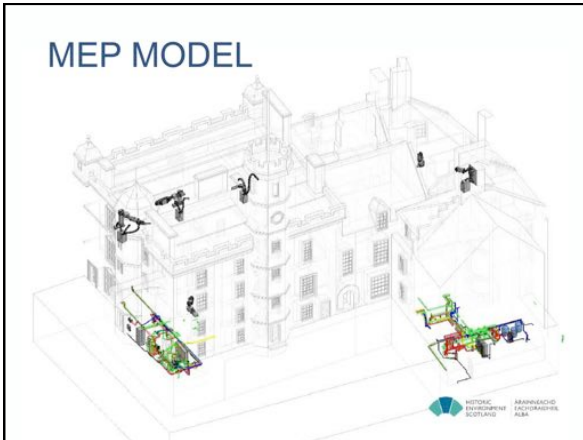 MEP MODEL
HISTORIC
ENVIRONMENT
SCOTLAND
ÀRAINNEACHD
EACHDRAIDHEIL
ALBA